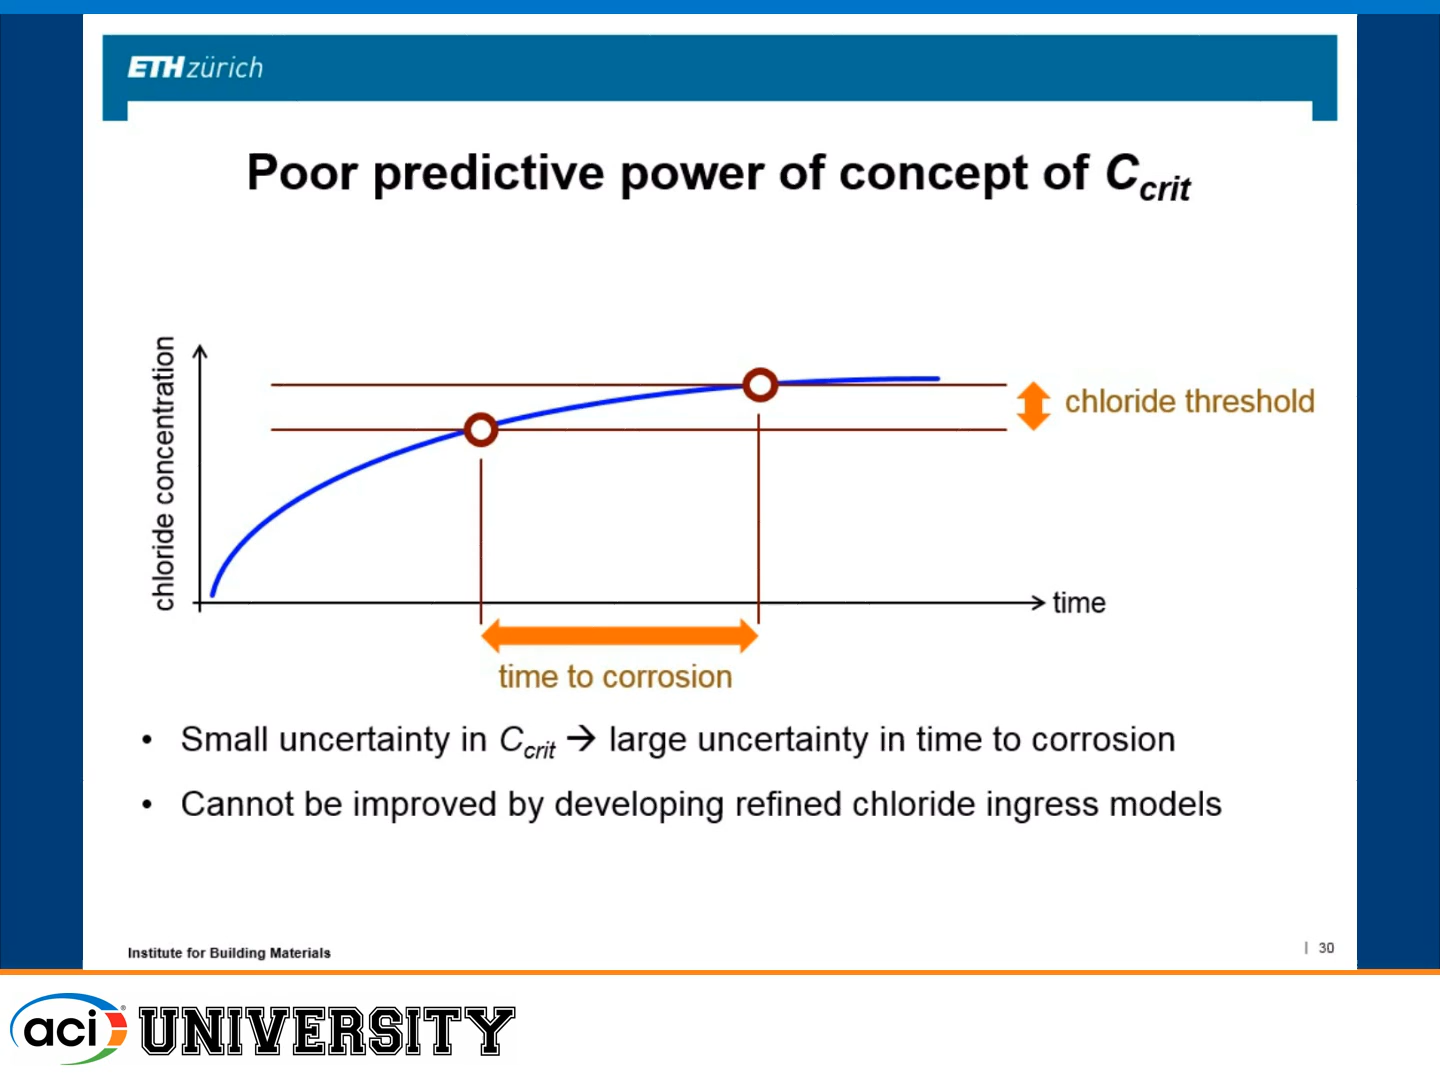 ETH zürich
Poor predictive power of concept of Ccrit
chloride concentration
chloride threshold
time
time to corrosion
• Small uncertainty in Ccrit → large uncertainty in time to corrosion
• Cannot be improved by developing refined chloride ingress models
Institute for Building Materials
| 30
aci® UNIVERSITY